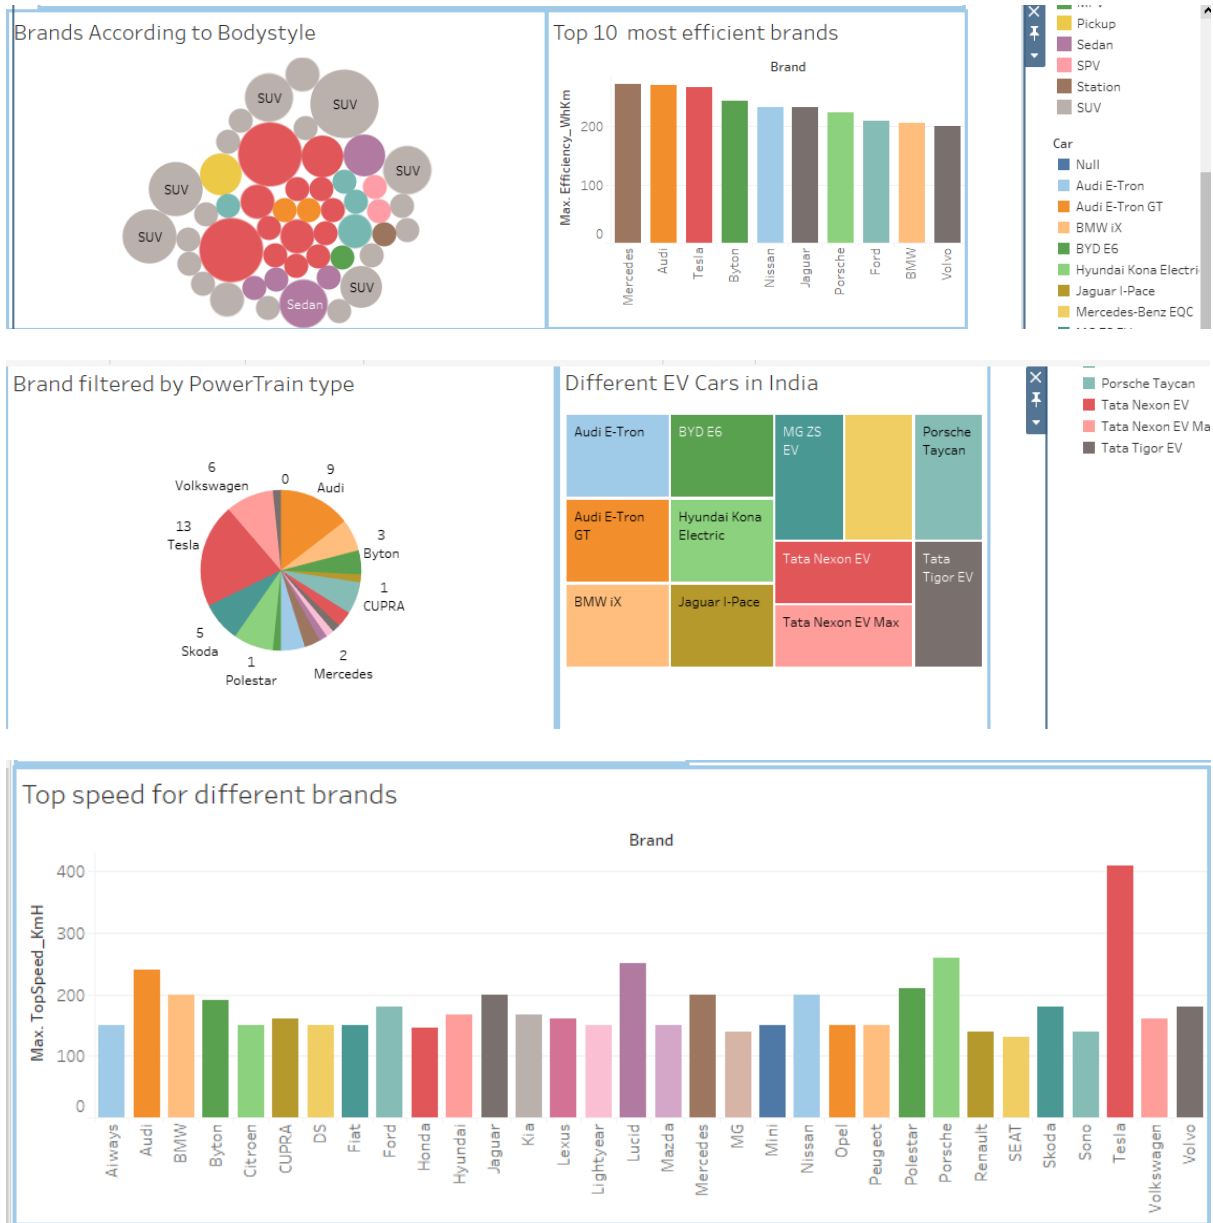 Brands According to Bodystyle
SUV
SUV
SUV
SUV
SUV
SUV
Sedan
Top 10 most efficient brands
Brand
Max. Efficiency_WhKm
200
100
0
Mercedes
Audi
Tesla
Byton
Nissan
Jaguar
Porsche
Ford
BMW
Volvo
Pickup
Sedan
SPV
Station
SUV
Car
Null
Audi E-Tron
Audi E-Tron GT
BMW iX
BYD E6
Hyundai Kona Electri
Jaguar I-Pace
Mercedes-Benz EQC
Brand filtered by PowerTrain type
6
Volkswagen
0
9
Audi
13
Tesla
3
Byton
1
CUPRA
5
Skoda
1
Polestar
2
Mercedes
Different EV Cars in India
Audi E-Tron
BYD E6
MG ZS
EV
Porsche
Taycan
Audi E-Tron
GT
Hyundai Kona
Electric
Tata Nexon EV
Tata
Tigor EV
BMW iX
Jaguar I-Pace
Tata Nexon EV Max
Porsche Taycan
Tata Nexon EV
Tata Nexon EV Ma
Tata Tigor EV
Top speed for different brands
Brand
Max. TopSpeed_KmH
400
300
200
100
0
Aiways
Audi
BMW
Byton
Citroen
CUPRA
DS
Fiat
Ford
Honda
Hyundai
Jaguar
Kia
Lexus
Lightyear
Lucid
Mazda
Mercedes
MG
Mini
Nissan
Opel
Peugeot
Polestar
Porsche
Renault
SEAT
Skoda
Sono
Tesla
Volkswagen
Volvo